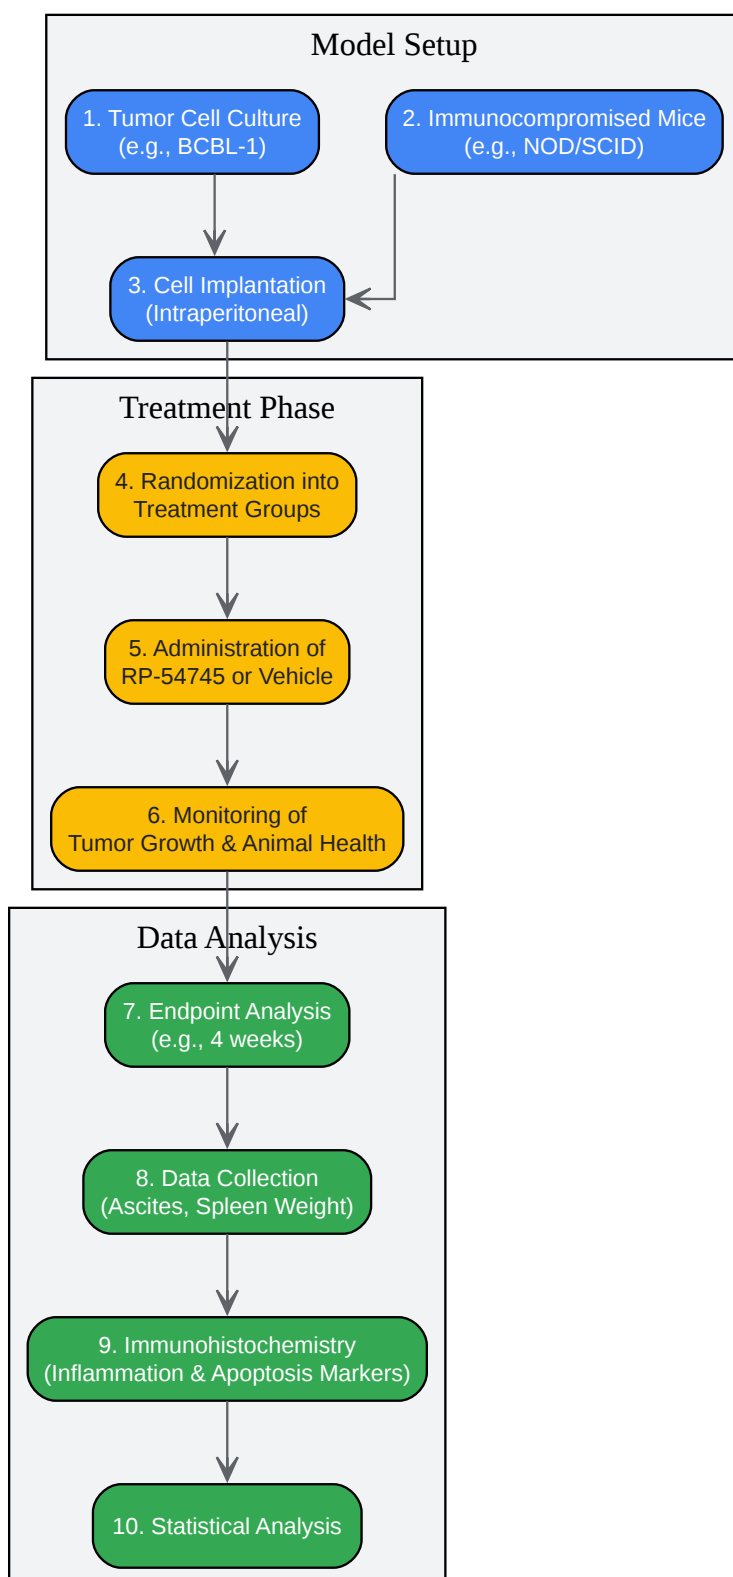 Model Setup
1. Tumor Cell Culture
(e.g., BCBL-1)
2. Immunocompromised Mice
(e.g., NOD/SCID)
3. Cell Implantation
(Intraperitoneal)
Treatment Phase
4. Randomization into
Treatment Groups
5. Administration of
RP-54745 or Vehicle
6. Monitoring of
Tumor Growth & Animal Health
Data Analysis
7. Endpoint Analysis
(e.g., 4 weeks)
8. Data Collection
(Ascites, Spleen Weight)
9. Immunohistochemistry
(Inflammation & Apoptosis Markers)
10. Statistical Analysis